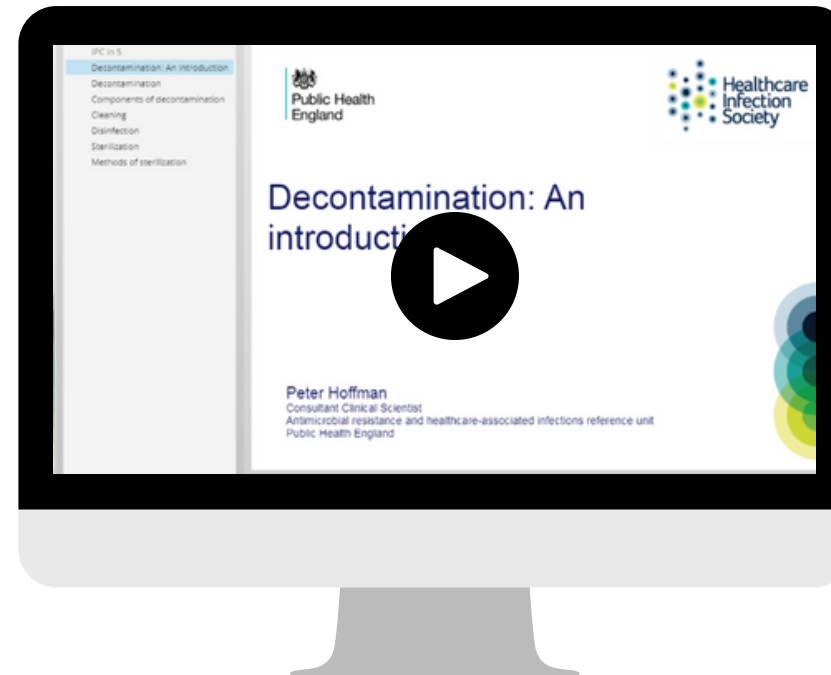 IPC in 5
Decontamination: An introduction
Decontamination
Components of decontamination
Cleaning
Disinfection
Sterilization
Methods of sterilization
Public Health
England
Healthcare
Infection
Society
Decontamination: An
introducti
Peter Hoffman
Consultant Clinical Scientist
Antimicrobial resistance and healthcare-associated infections reference unit
Public Health England